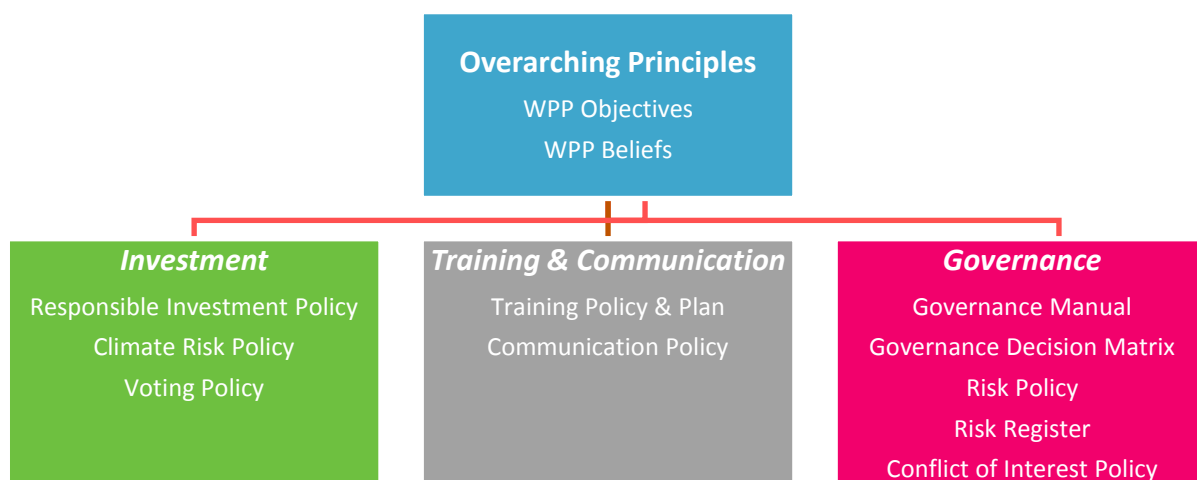 Overarching Principles
WPP Objectives
WPP Beliefs
Investment
Responsible Investment Policy
Climate Risk Policy
Voting Policy
Training & Communication
Training Policy & Plan
Communication Policy
Governance
Governance Manual
Governance Decision Matrix
Risk Policy
Risk Register
Conflict of Interest Policy